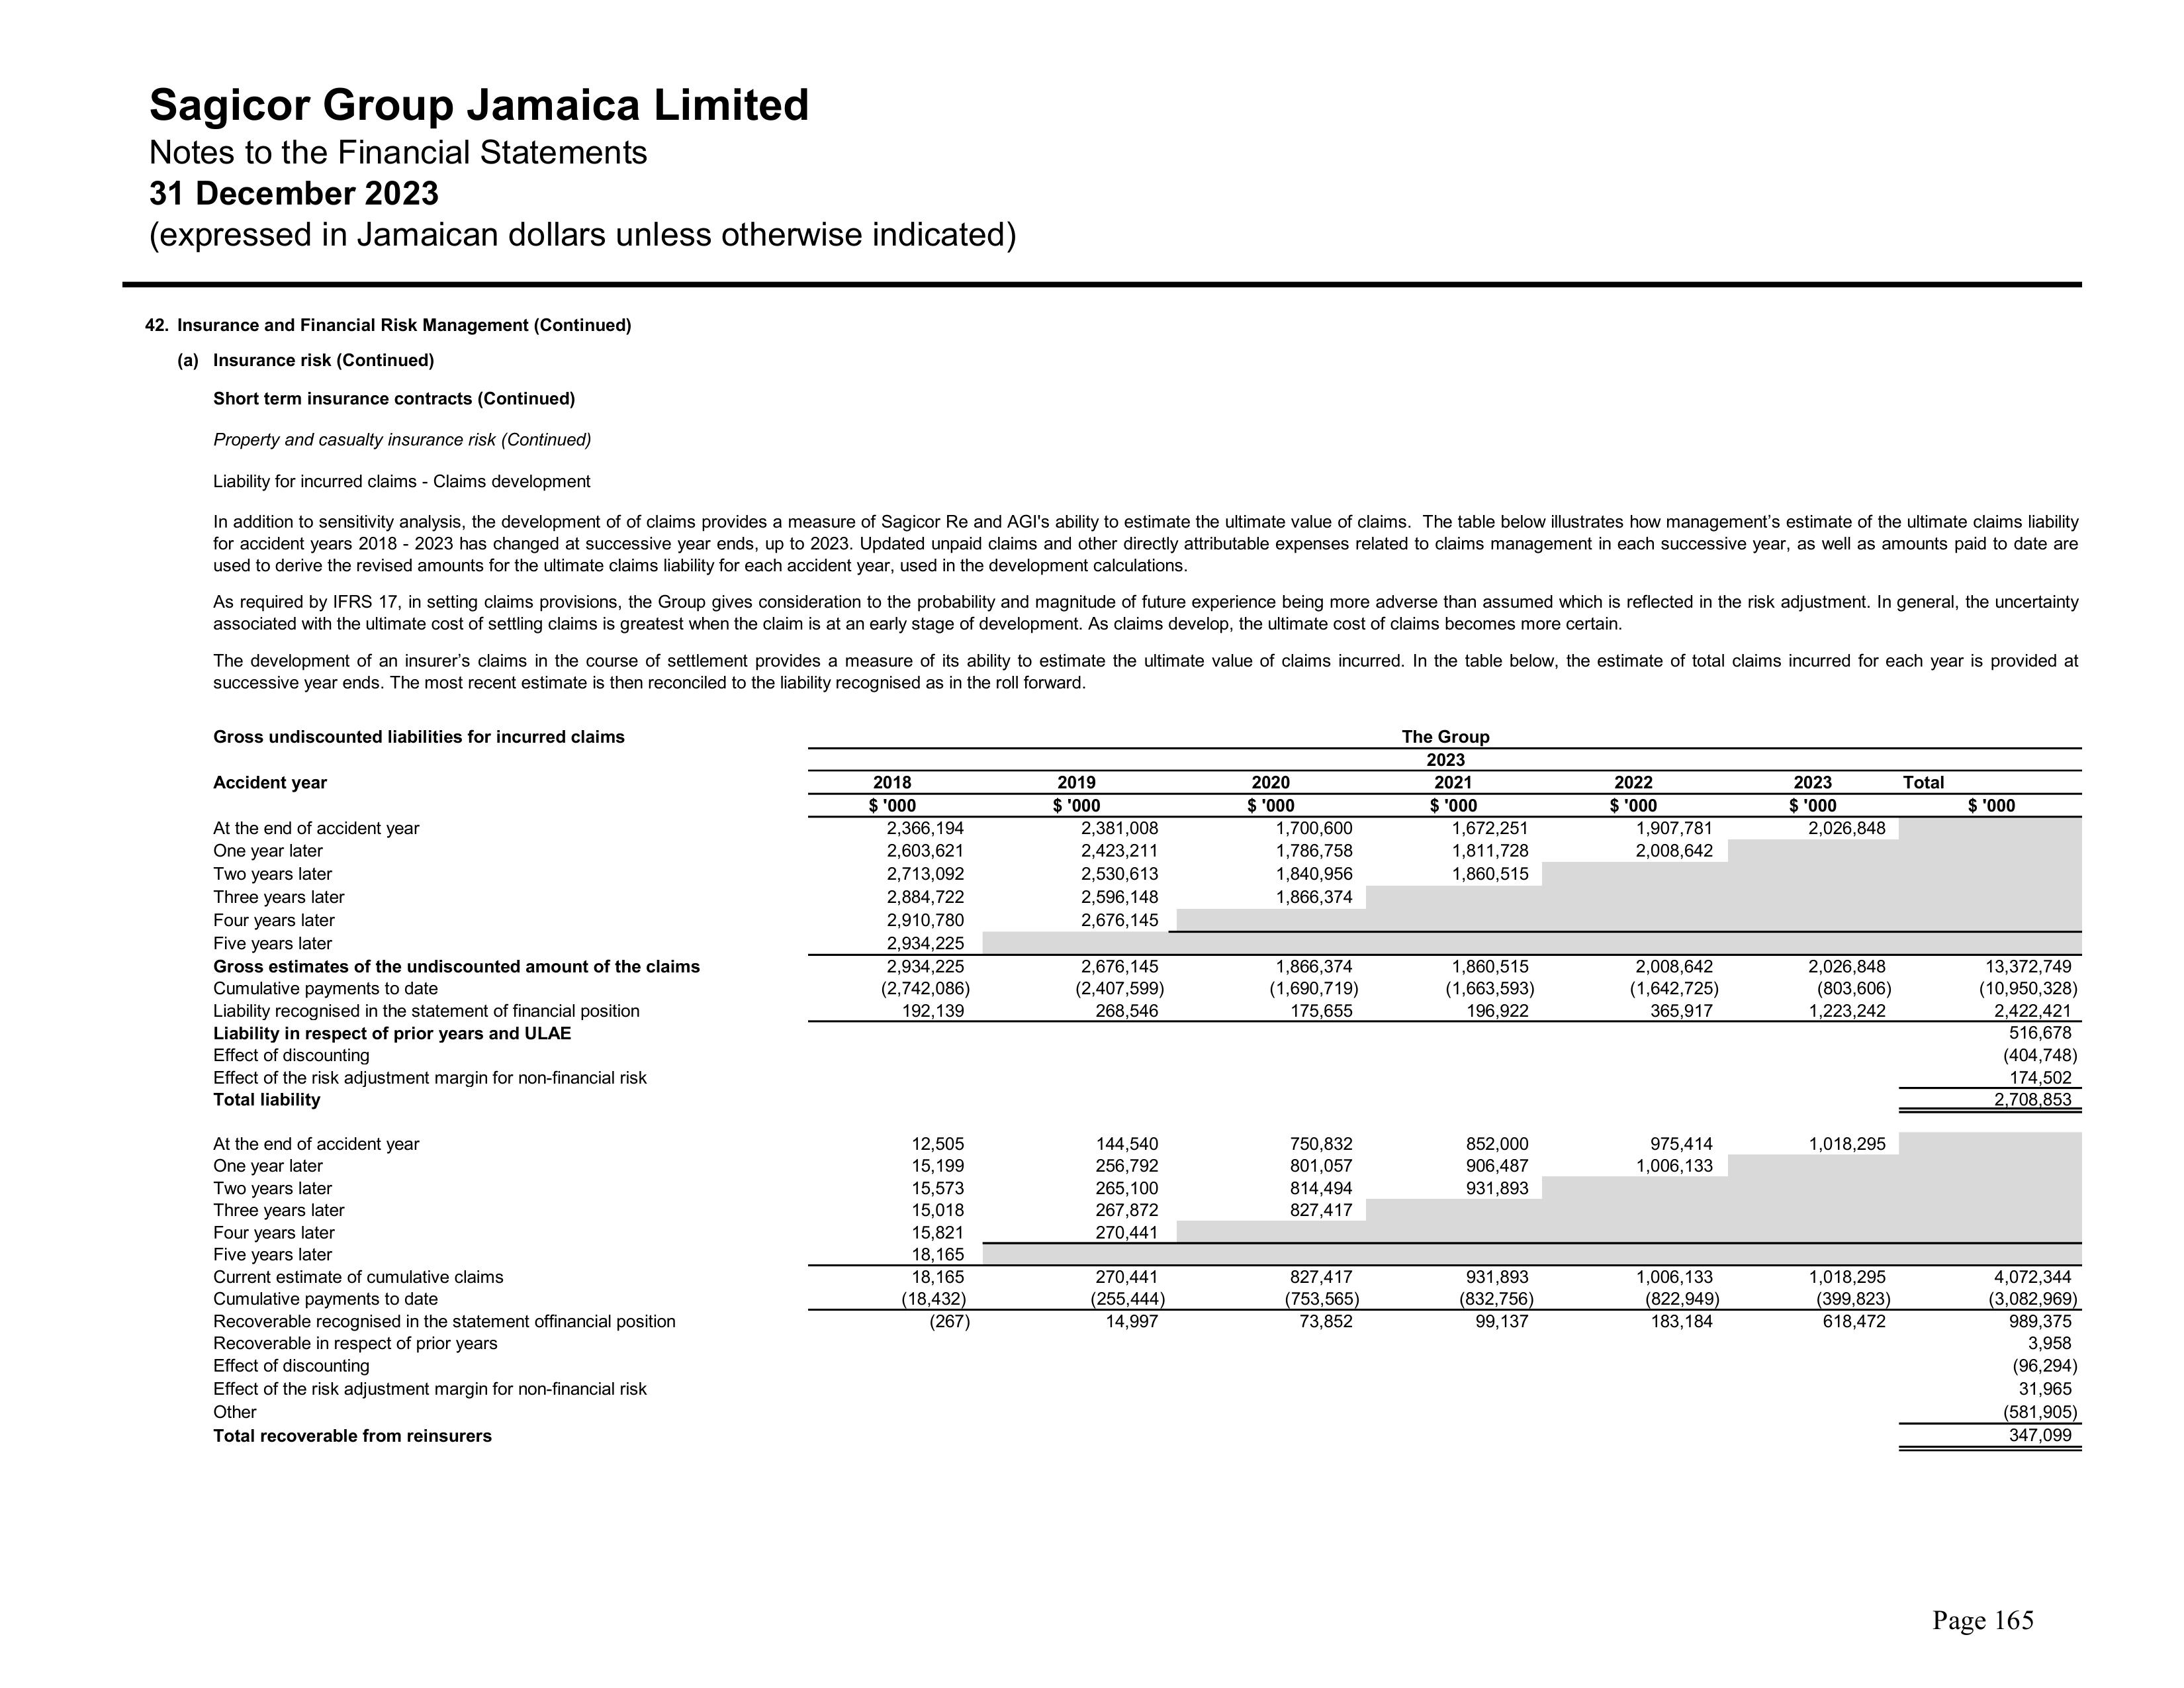 Sagicor Group Jamaica Limited
Notes to the Financial Statements
31 December 2023
(expressed in Jamaican dollars unless otherwise indicated)
42. Insurance and Financial Risk Management (Continued)
(a) Insurance risk (Continued)
Short term insurance contracts (Continued)
Property and casualty insurance risk (Continued)
Liability for incurred claims - Claims development
In addition to sensitivity analysis, the development of of claims provides a measure of Sagicor Re and AGI's ability to estimate the ultimate value of claims. The table below illustrates how management’s estimate of the ultimate claims liability
for accident years 2018 - 2023 has changed at successive year ends, up to 2023. Updated unpaid claims and other directly attributable expenses related to claims management in each successive year, as well as amounts paid to date are
used to derive the revised amounts for the ultimate claims liability for each accident year, used in the development calculations.
As required by IFRS 17, in setting claims provisions, the Group gives consideration to the probability and magnitude of future experience being more adverse than assumed which is reflected in the risk adjustment. In general, the uncertainty
associated with the ultimate cost of settling claims is greatest when the claim is at an early stage of development. As claims develop, the ultimate cost of claims becomes more certain.
The development of an insurer’s claims in the course of settlement provides a measure of its ability to estimate the ultimate value of claims incurred. In the table below, the estimate of total claims incurred for each year is provided at
successive year ends. The most recent estimate is then reconciled to the liability recognised as in the roll forward.
Gross undiscounted liabilities for incurred claims The Group
2023
Accident year 2018 2019 2020 2021 2022 2023 Total
$ '000 $ '000 $ '000 $ '000 $ '000 $ '000 $ '000
At the end of accident year 2,366,194 2,381,008 1,700,600 1,672,251 1,907,781 2,026,848
One year later 2,603,621 2,423,211 1,786,758 1,811,728 2,008,642
Two years later 2,713,092 2,530,613 1,840,956 1,860,515
Three years later 2,884,722 2,596,148 1,866,374
Four years later 2,910,780 2,676,145
Five years later 2,934,225
Gross estimates of the undiscounted amount of the claims 2,934,225 2,676,145 1,866,374 1,860,515 2,008,642 2,026,848 13,372,749
Cumulative payments to date (2,742,086) (2,407,599) (1,690,719) (1,663,593) (1,642,725) (803,606) (10,950,328)
Liability recognised in the statement of financial position 192,139 268,546 175,655 196,922 365,917 1,223,242 2,422,421
Liability in respect of prior years and ULAE 516,678
Effect of discounting (404,748)
Effect of the risk adjustment margin for non-financial risk 174,502
Total liability 2,708,853
At the end of accident year 12,505 144,540 750,832 852,000 975,414 1,018,295
One year later 15,199 256,792 801,057 906,487 1,006,133
Two years later 15,573 265,100 814,494 931,893
Three years later 15,018 267,872 827,417
Four years later 15,821 270,441
Five years later 18,165
Current estimate of cumulative claims 18,165 270,441 827,417 931,893 1,006,133 1,018,295 4,072,344
Cumulative payments to date (18,432) (255,444) (753,565) (832,756) (822,949) (399,823) (3,082,969)
Recoverable recognised in the statement offinancial position (267) 14,997 73,852 99,137 183,184 618,472 989,375
Recoverable in respect of prior years 3,958
Effect of discounting (96,294)
Effect of the risk adjustment margin for non-financial risk 31,965
Other (581,905)
Total recoverable from reinsurers 347,099
Page 165